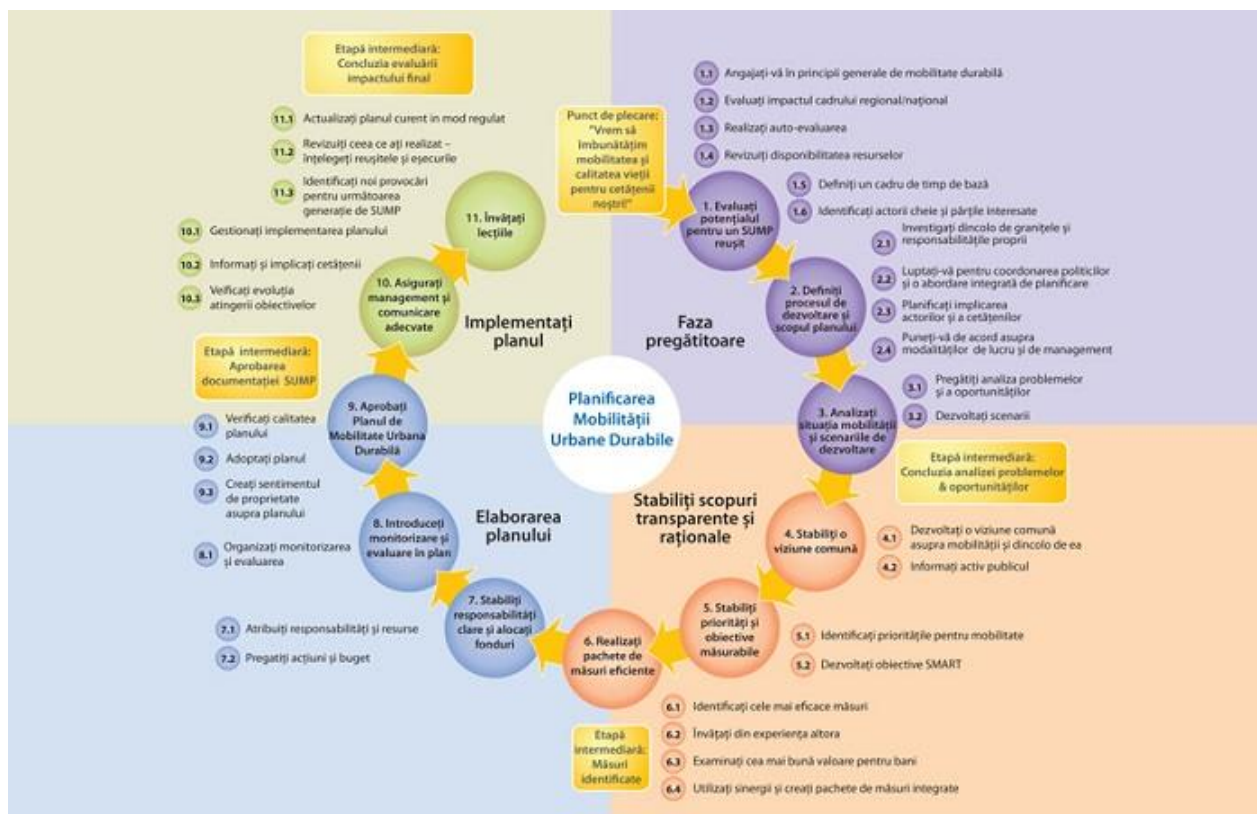 Punct de plecare:
"Vrem să
îmbunătățim
mobilitatea și
calitatea vieții
pentru cetățenii
noștri!"
1.1 Angajați-vă în principii generale de mobilitate durabilă
1.2 Evaluați impactul cadrului regional/național
1.3 Realizați auto-evaluarea
1.4 Revizuiți disponibilitatea resurselor
1.5 Definiți un cadru de timp de bază
1.6 Identificați actorii cheie și părțile interesate
1. Evaluați
potențialul
pentru un SUMP
reușit
2.1 Investigați dincolo de granițele și
responsabilitățile proprii
2.2 Luptați-vă pentru coordonarea politicilor
și o abordare integrată de planificare
2.3 Planificați implicarea
actorilor și a cetățenilor
2.4 Puneți-vă de acord asupra
modalităților de lucru și de management
2. Definiți
procesul de
dezvoltare și
scopul planului
Faza
pregătitoare
3.1 Pregătiți analiza problemelor
și a oportunităților
3.2 Dezvoltați scenarii
3. Analizați
situația mobilității
și scenariile de
dezvoltare
Etapă intermediară:
Concluzia analizei problemelor
& oportunităților
Planificarea
Mobilității
Urbane Durabile
Stabiliți scopuri
transparente și
raționale
4. Stabiliți o
viziune comună
4.1 Dezvoltați o viziune comună
asupra mobilității și dincolo de ea
4.2 Informați activ publicul
5. Stabiliți
priorități și
obiective
măsurabile
5.1 Identificați prioritățile pentru mobilitate
5.2 Dezvoltați obiective SMART
6. Realizați
pachete de
măsuri eficiente
6.1 Identificați cele mai eficace măsuri
6.2 Învățați din experiența altora
6.3 Examinați cea mai bună valoare pentru bani
6.4 Utilizați sinergii și creați pachete de măsuri integrate
Etapă
intermediară:
Măsuri
identificate
Elaborarea
planului
7. Stabiliți
responsabilități
clare și alocați
fonduri
7.1 Atribuiți responsabilități și resurse
7.2 Pregatiți acțiuni și buget
8. Introduceți
monitorizare și
evaluare în plan
8.1 Organizați monitorizarea
și evaluarea
9. Aprobați
Planul de
Mobilitate Urbana
Durabilă
9.1 Verificați calitatea
planului
9.2 Adoptați planul
9.3 Creați sentimentul
de proprietate
asupra planului
Etapă intermediară:
Aprobarea
documentației SUMP
Implementați
planul
10. Asigurați
management și
comunicare
adecvate
10.1 Gestionați implementarea planului
10.2 Informați și implicați cetățenii
10.3 Veificați evoluția
atingerii obiectivelor
11. Învățați
lecțiile
11.1 Actualizați planul curent in mod regulat
11.2 Revizuiți ceea ce ați realizat –
înțelegeți reușitele și eșecurile
11.3 Identificați noi provocări
pentru următoarea
generație de SUMP
Etapă intermediară:
Concluzia evaluării
impactului final